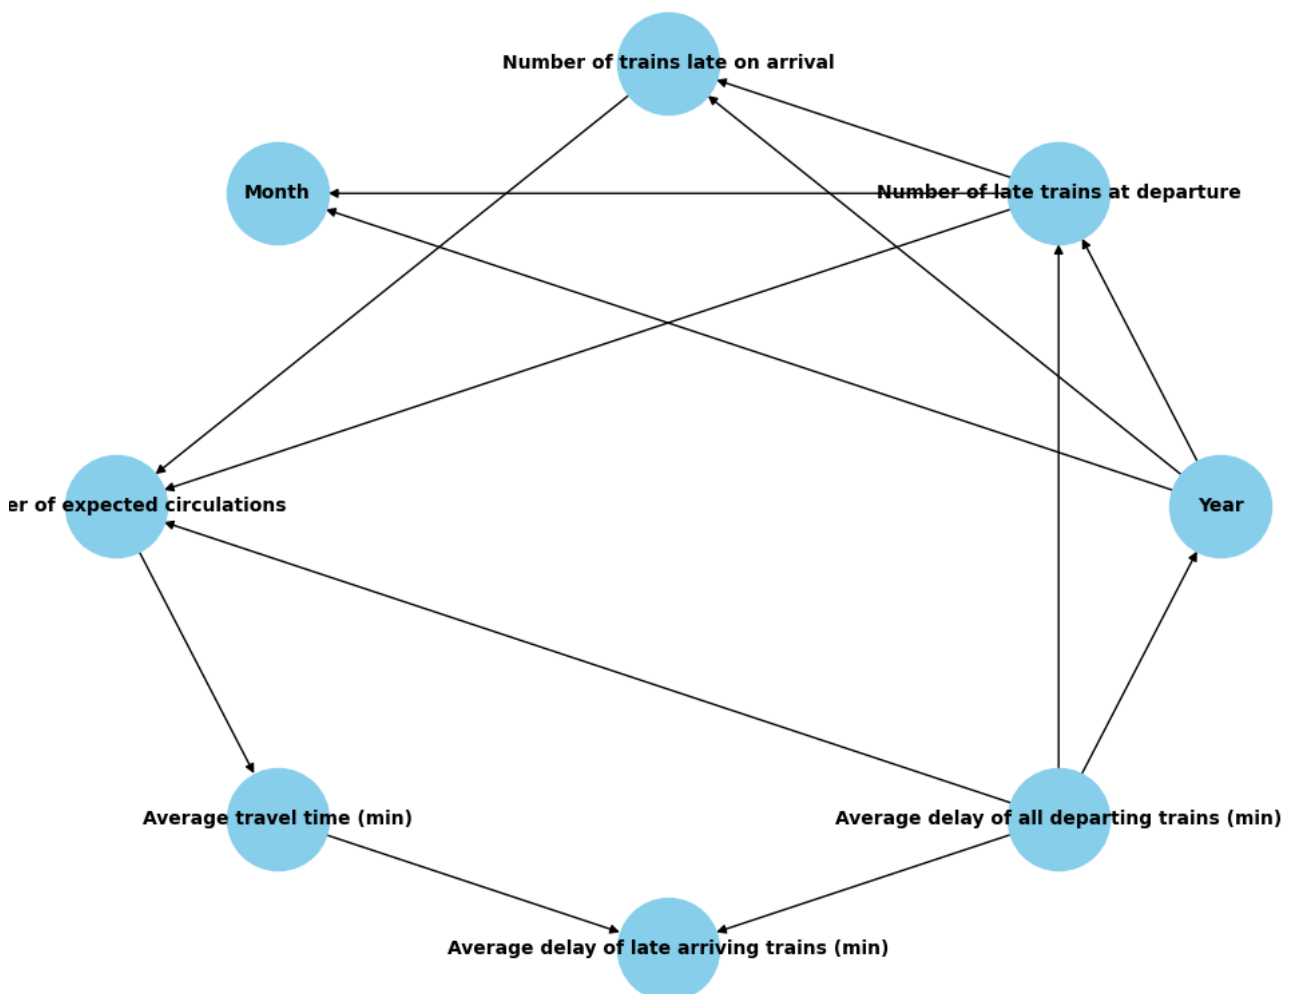 Number of trains late on arrival
Month
Number of late trains at departure
er of expected circulations
Year
Average travel time (min)
Average delay of all departing trains (min)
Average delay of late arriving trains (min)